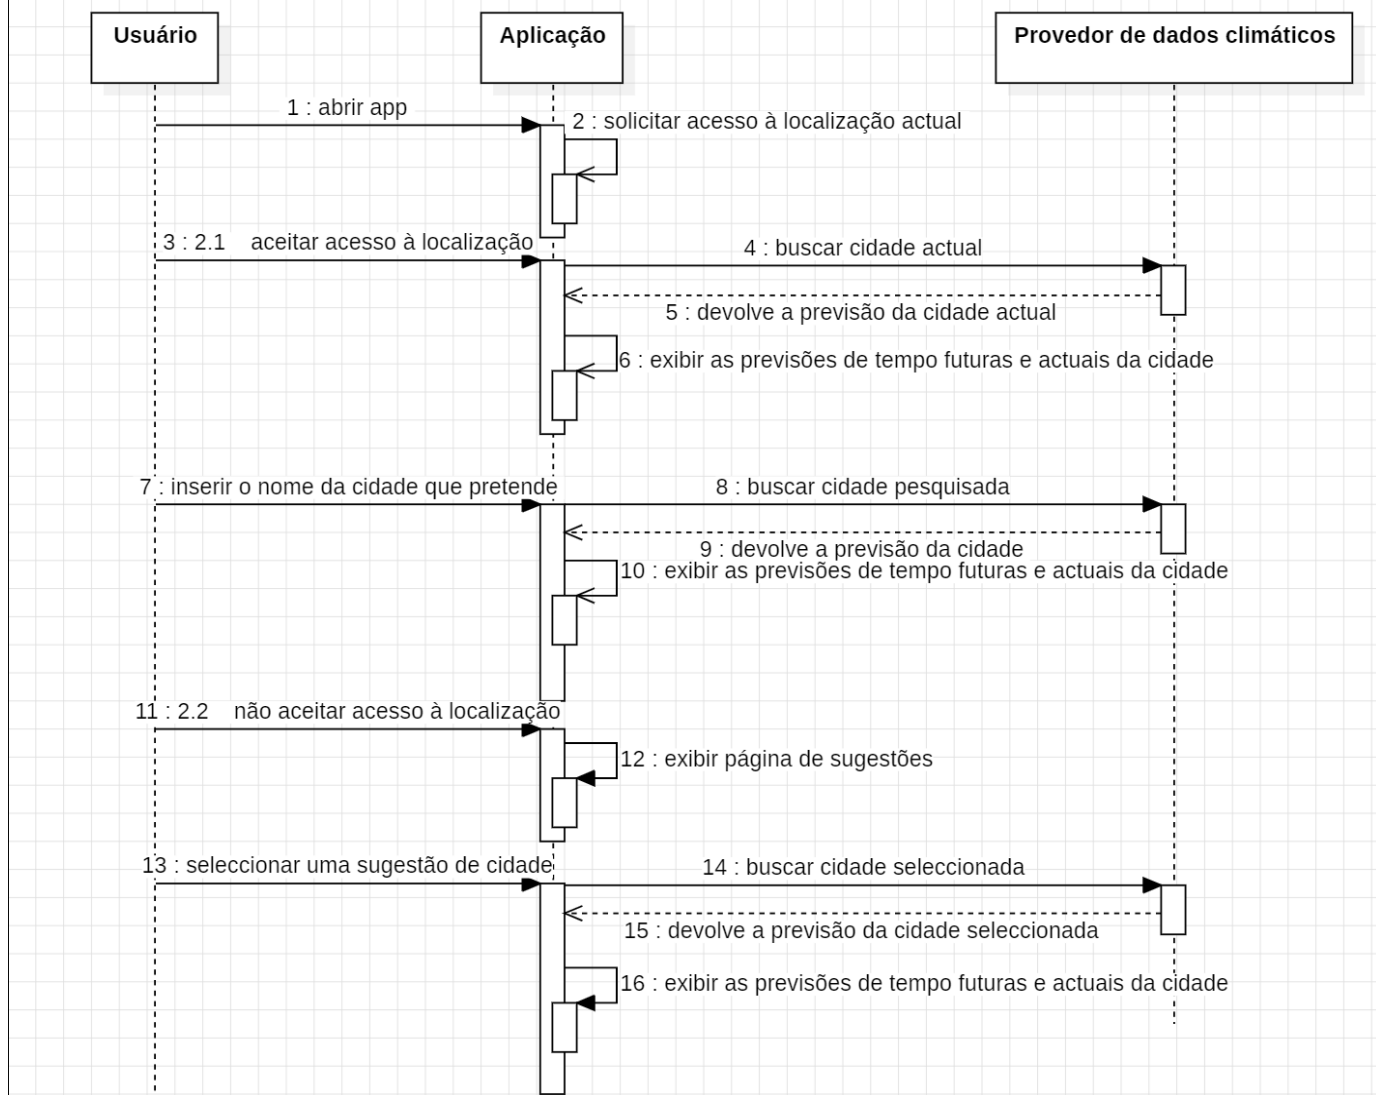 Usuário
Aplicação
Provedor de dados climáticos
1 : abrir app
2 : solicitar acesso à localização actual
3 : 2.1 aceitar acesso à localização
4 : buscar cidade actual
5 : devolve a previsão da cidade actual
6 : exibir as previsões de tempo futuras e actuais da cidade
7 : inserir o nome da cidade que pretende
8 : buscar cidade pesquisada
9 : devolve a previsão da cidade
10 : exibir as previsões de tempo futuras e actuais da cidade
11 : 2.2 não aceitar acesso à localização
12 : exibir página de sugestões
13 : seleccionar uma sugestão de cidade
14 : buscar cidade seleccionada
15 : devolve a previsão da cidade seleccionada
16 : exibir as previsões de tempo futuras e actuais da cidade